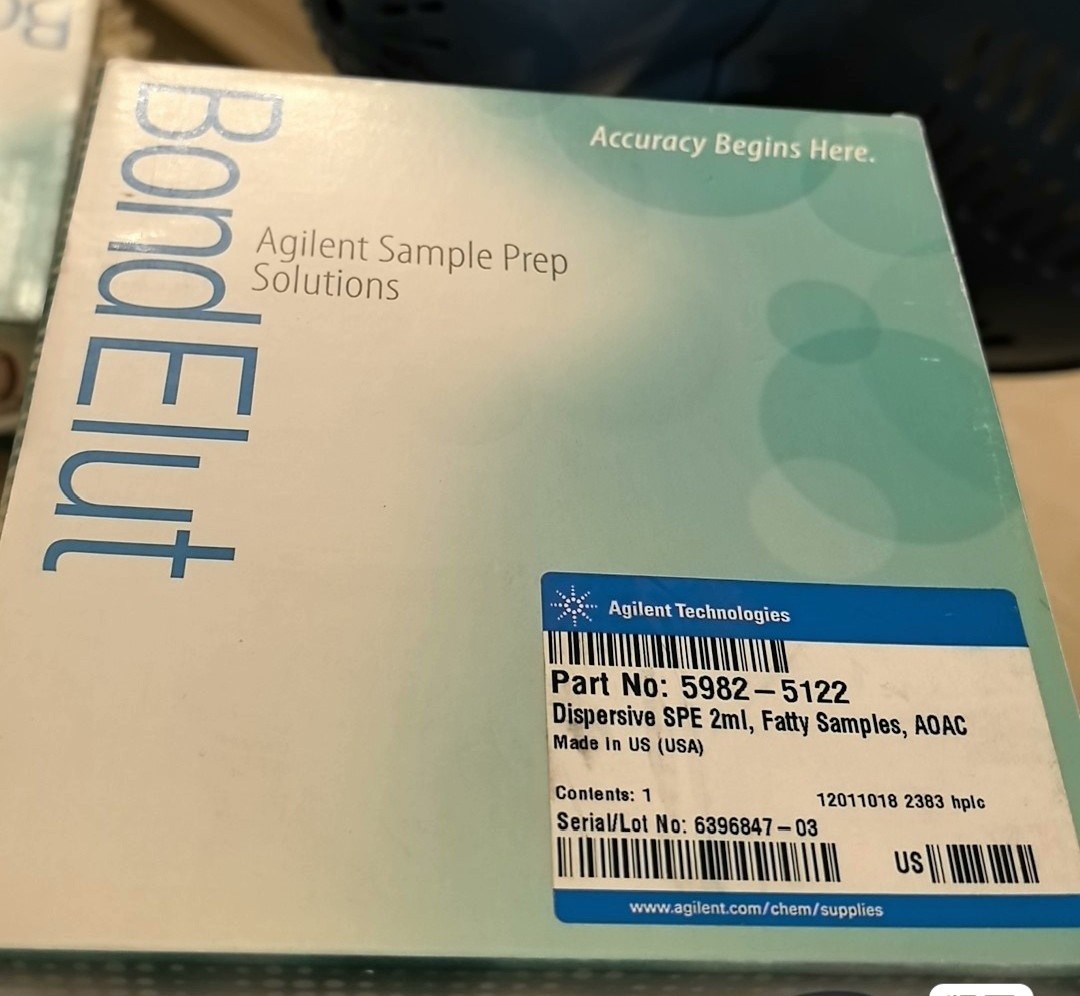 BondElut
Accuracy Begins Here.
Agilent Sample Prep
Solutions
Agilent Technologies
Part No: 5982-5122
Dispersive SPE 2ml, Fatty Samples, AOAC
Made In US (USA)
Contents: 1
12011018 2383 hplc
Serial/Lot No: 6396847-03
US
www.agilent.com/chem/supplies